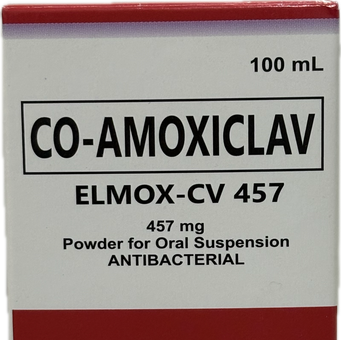 100 mL
CO-AMOXICLAV
ELMOX-CV 457
457 mg
Powder for Oral Suspension
ANTIBACTERIAL